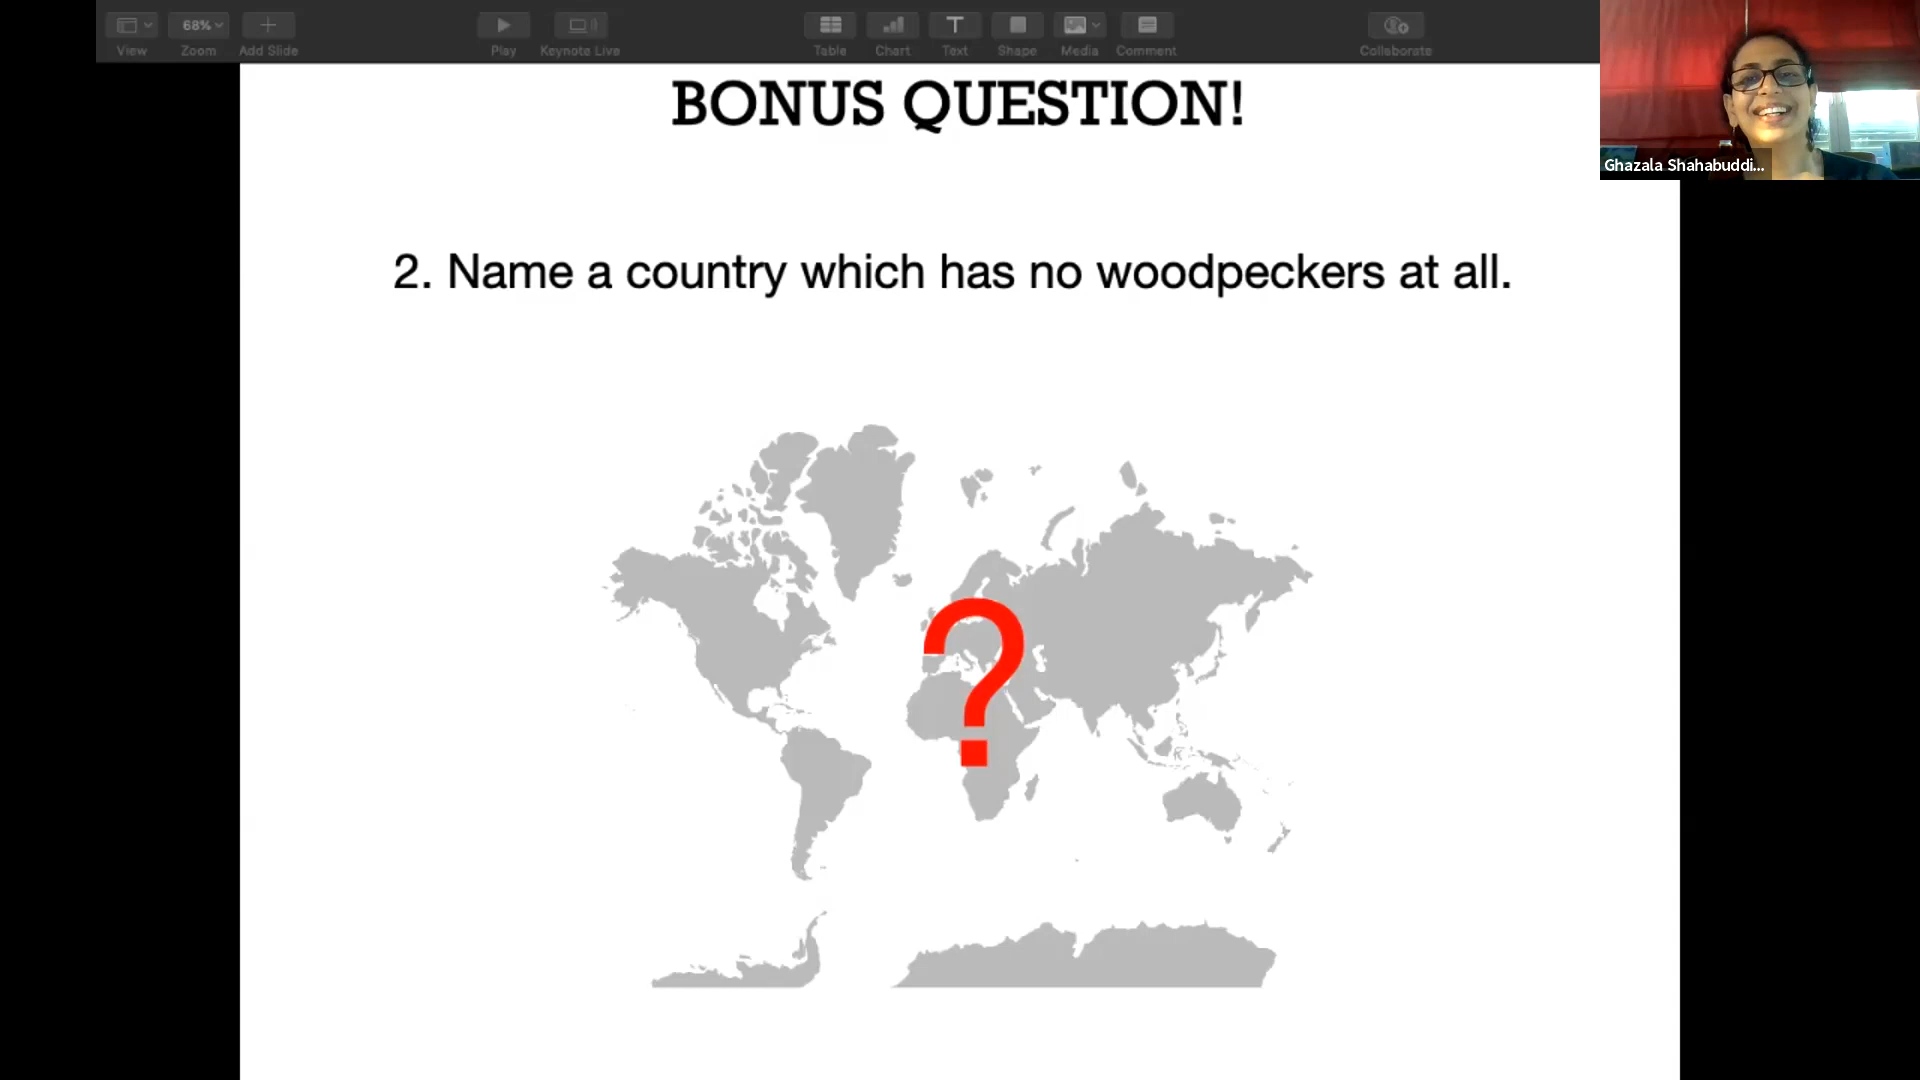 68%
View
Zoom
Add Slide
Play
Keynote Live
Table
Chart
Text
Shape
Media
Comment
Collaborate
BONUS QUESTION!
Ghazala Shahabuddi...
2. Name a country which has no woodpeckers at all.
?